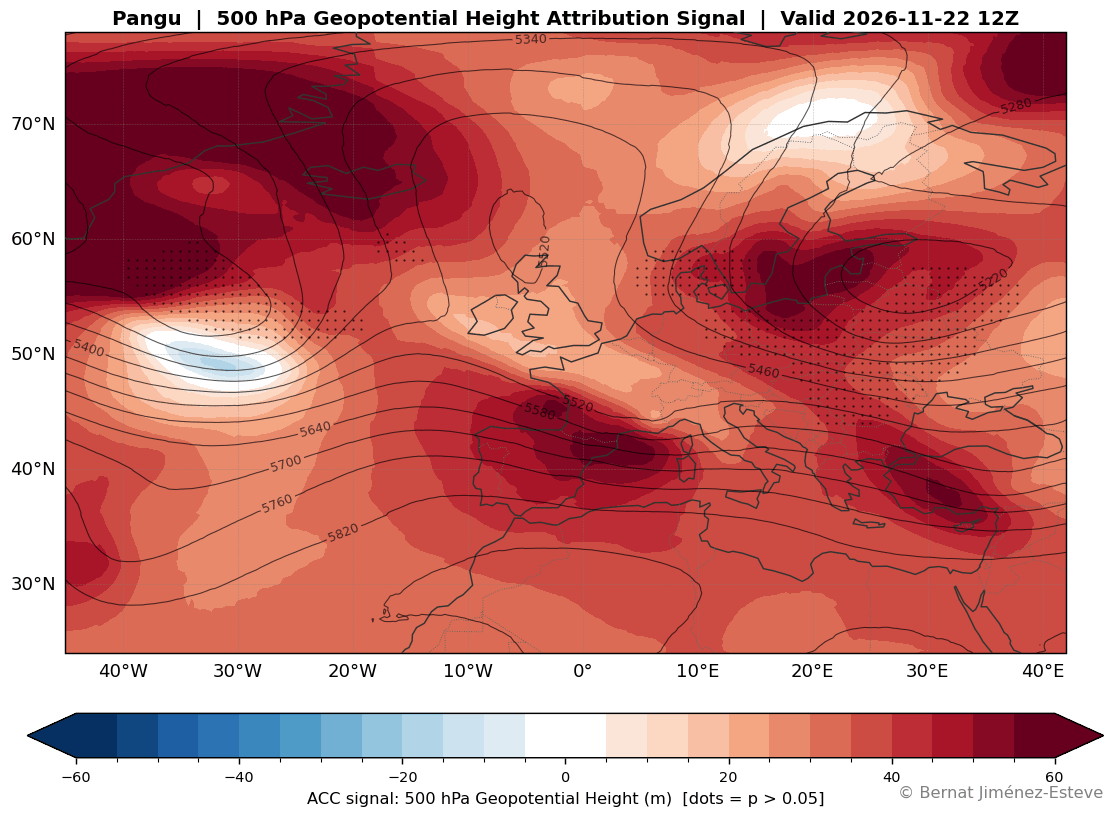 Pangu | 500 hPa Geopotential Height Attribution Signal | Valid 2026-11-22 12Z
5340
5280
70°N
60°N
5520
5220
50°N
5400
5460
5520
5580
5640
5700
40°N
5760
5820
30°N
40°W 30°W 20°W 10°W 0° 10°E 20°E 30°E 40°E
−60 −40 −20 0 20 40 60
ACC signal: 500 hPa Geopotential Height (m) [dots = p > 0.05]
© Bernat Jiménez-Esteve